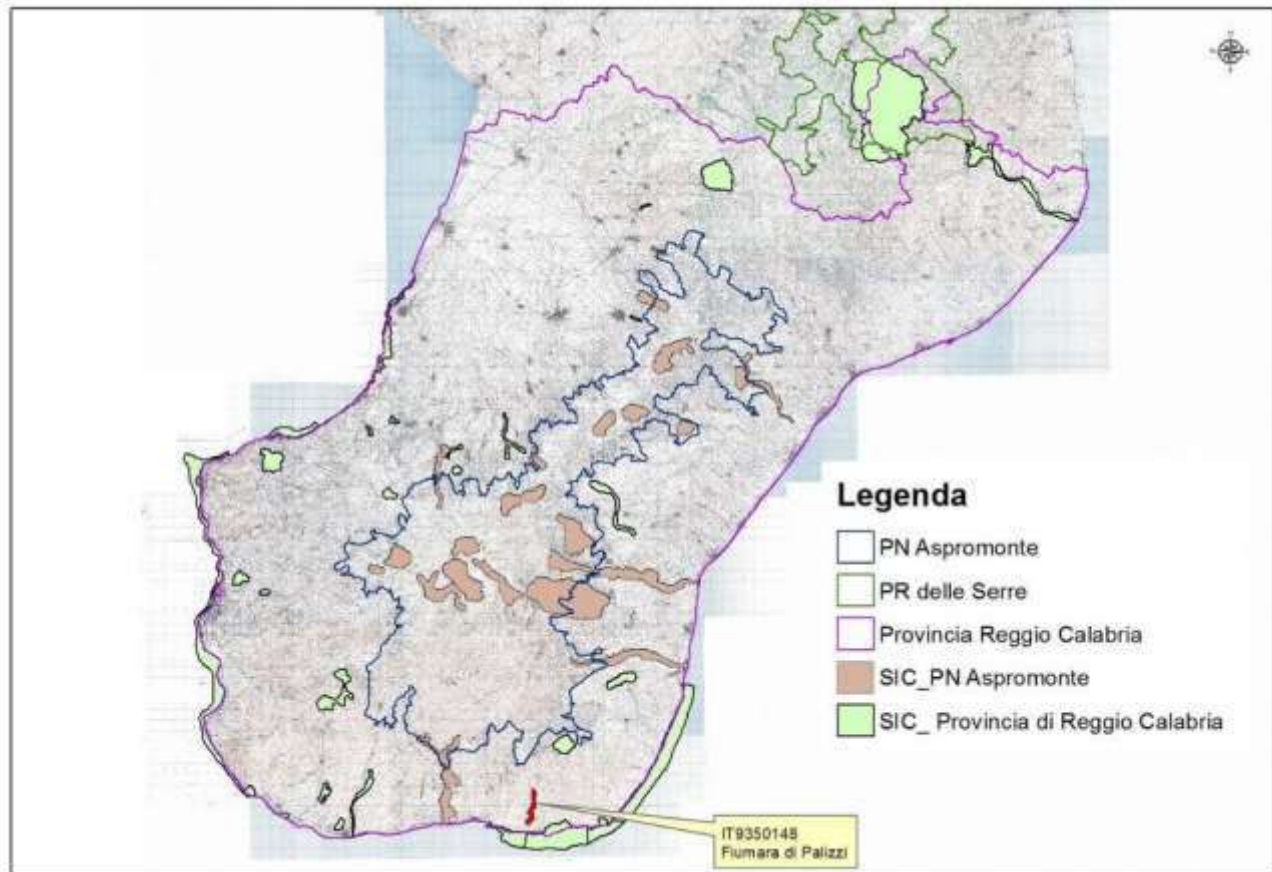 Legenda
PN Aspromonte
PR delle Serre
Provincia Reggio Calabria
SIC_PN Aspromonte
SIC_ Provincia di Reggio Calabria
IT9350148
Fiumara di Palizzi